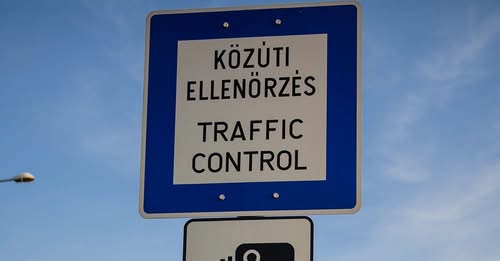 KÖZÚTI
ELLENŐRZÉS
TRAFFIC
CONTROL